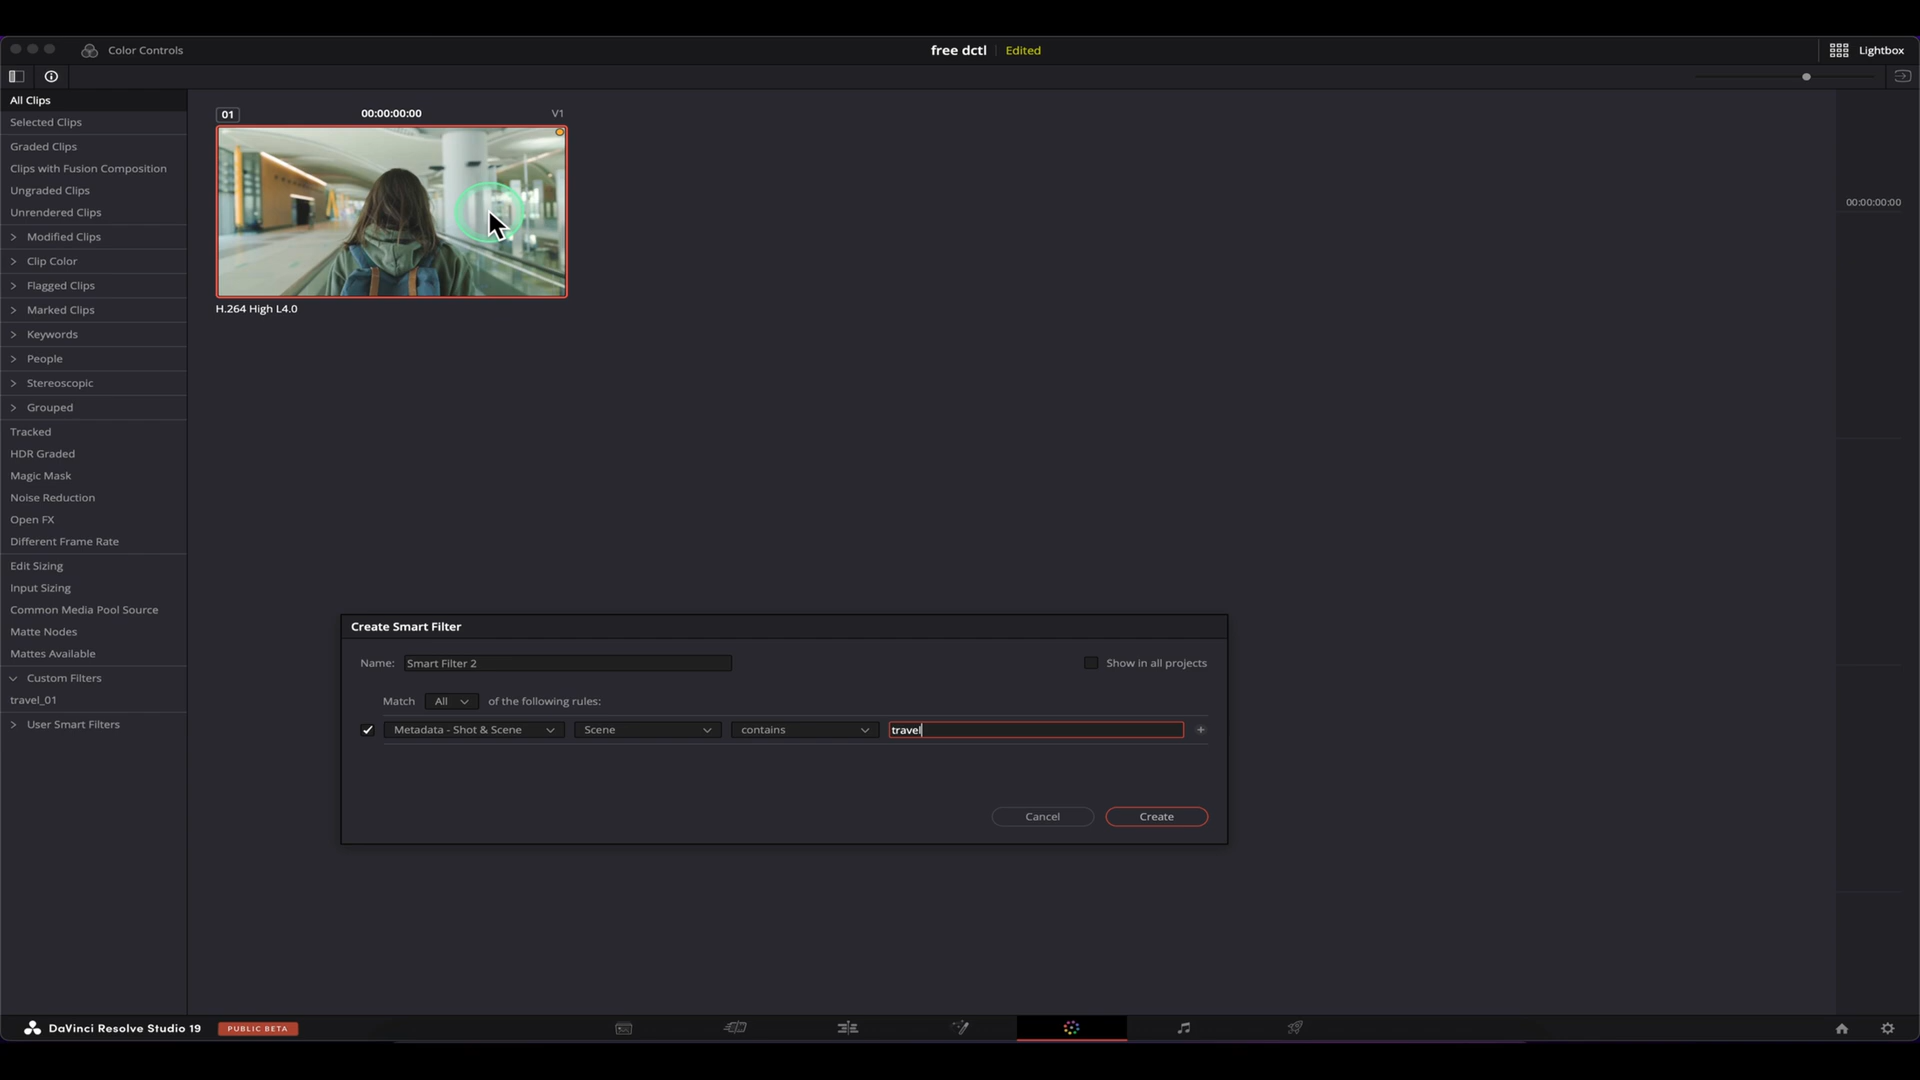 Color Controls
free dctl
Edited
Lightbox
All Clips
Selected Clips
Graded Clips
Clips with Fusion Composition
Ungraded Clips
Unrendered Clips
Modified Clips
Clip Color
Flagged Clips
Marked Clips
Keywords
People
Stereoscopic
Grouped
Tracked
HDR Graded
Magic Mask
Noise Reduction
Open FX
Different Frame Rate
Edit Sizing
Input Sizing
Common Media Pool Source
Matte Nodes
Mattes Available
Custom Filters
travel_01
User Smart Filters
01 00:00:00:00 V1
H.264 High L4.0
00:00:00:00
Create Smart Filter
Name: Smart Filter 2
Show in all projects
Match All of the following rules:
Metadata - Shot & Scene Scene contains travel
Cancel Create
DaVinci Resolve Studio 19 PUBLIC BETA